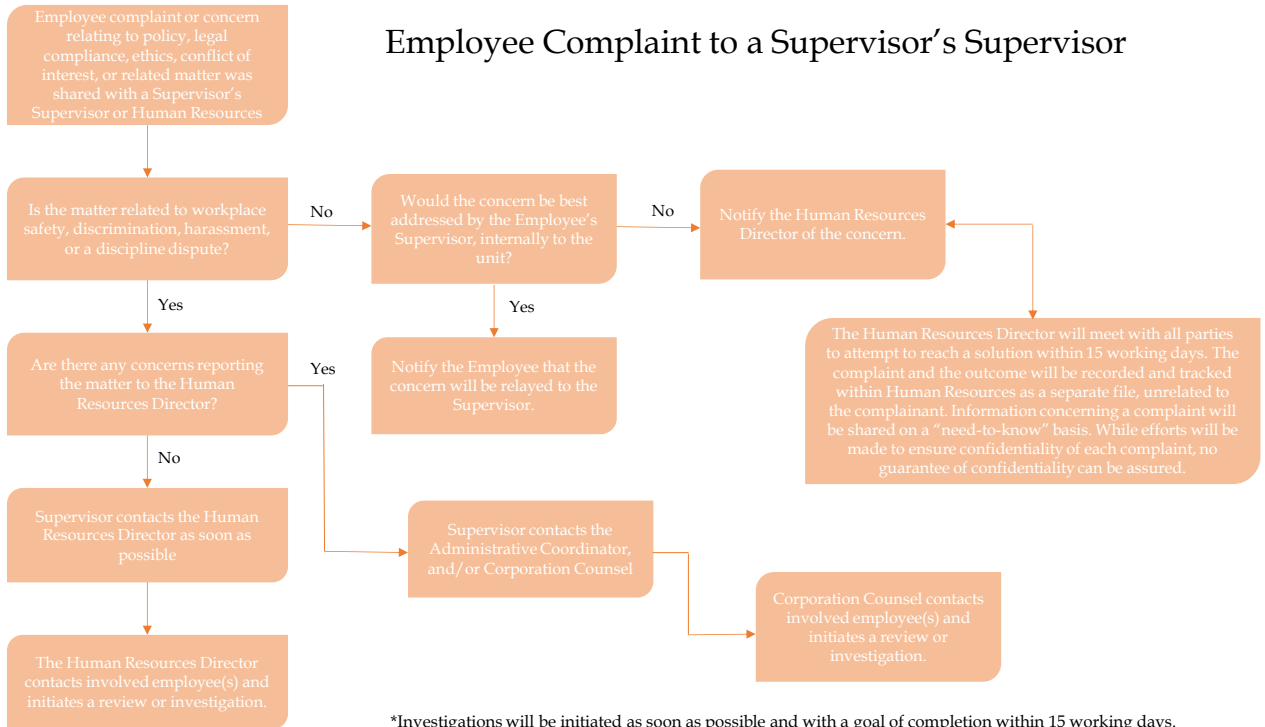 Employee Complaint to a Supervisor's Supervisor
Employee complaint or concern
relating to policy, legal
compliance, ethics, conflict of
interest, or related matter was
shared with a Supervisor's
Supervisor or Human Resources
Is the matter related to workplace
safety, discrimination, harassment,
or a discipline dispute?
No
Would the concern be best
addressed by the Employee's
Supervisor, internally to the
unit?
No
Notify the Human Resources
Director of the concern.
Yes
Yes
Are there any concerns reporting
the matter to the Human
Resources Director?
Yes
Notify the Employee that the
concern will be relayed to the
Supervisor.
The Human Resources Director will meet with all parties
to attempt to reach a solution within 15 working days. The
complaint and the outcome will be recorded and tracked
within Human Resources as a separate file, unrelated to
the complainant. Information concerning a complaint will
be shared on a “need-to-know” basis. While efforts will be
made to ensure confidentiality of each complaint, no
guarantee of confidentiality can be assured.
No
Supervisor contacts the Human
Resources Director as soon as
possible
Supervisor contacts the
Administrative Coordinator,
and/or Corporation Counsel
Corporation Counsel contacts
involved employee(s) and
initiates a review or
investigation.
The Human Resources Director
contacts involved employee(s) and
initiates a review or investigation.
*Investigations will be initiated as soon as possible and with a goal of completion within 15 working days.